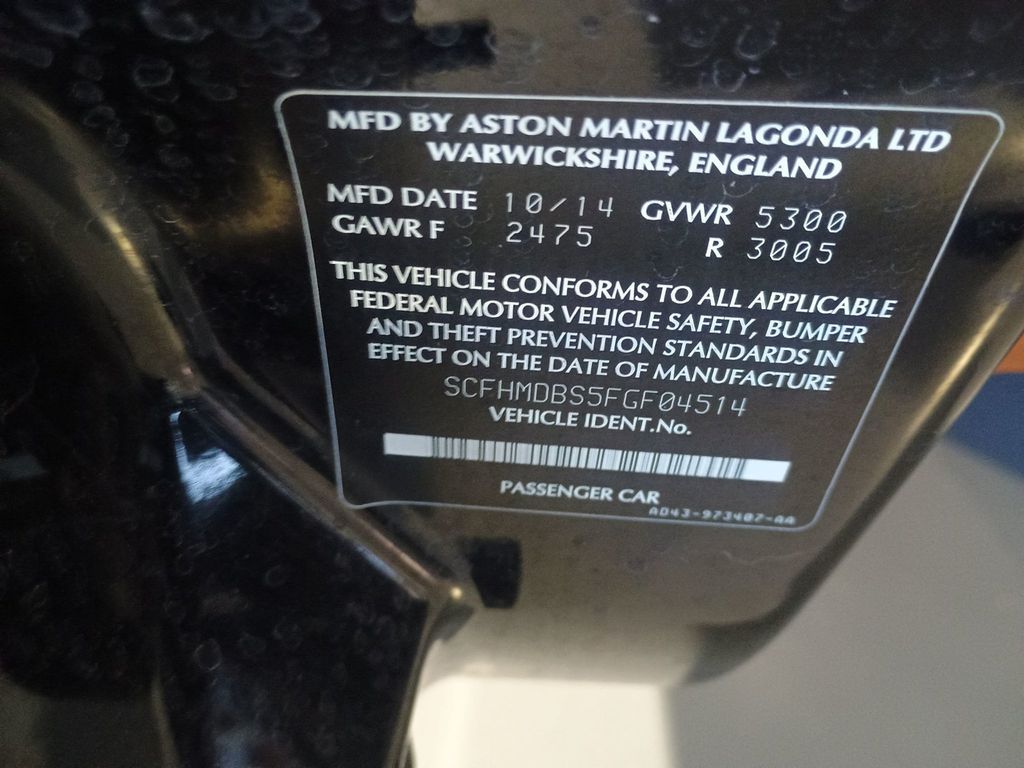 MFD BY ASTON MARTIN LAGONDA LTD
WARWICKSHIRE, ENGLAND
MFD DATE 10/14 GVWR 5300
GAWR F 2475 R 3005
THIS VEHICLE CONFORMS TO ALL APPLICABLE
FEDERAL MOTOR VEHICLE SAFETY, BUMPER
AND THEFT PREVENTION STANDARDS IN
EFFECT ON THE DATE OF MANUFACTURE
SCFHMDBS5FGF04514
VEHICLE IDENT.No.
PASSENGER CAR
AD43-973407-AA